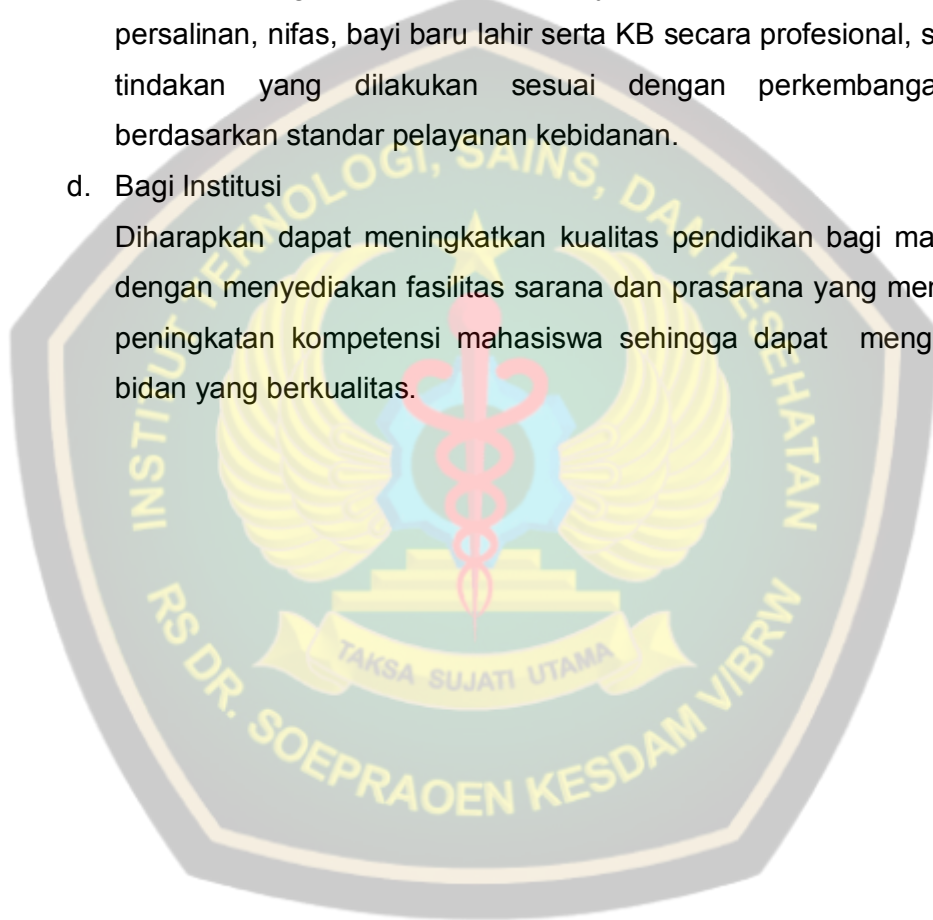 persalinan, nifas, bayi baru lahir serta KB secara profesional, s
tindakan yang dilakukan sesuai dengan perkembanga
berdasarkan standar pelayanan kebidanan.
d. Bagi Institusi
Diharapkan dapat meningkatkan kualitas pendidikan bagi ma
dengan menyediakan fasilitas sarana dan prasarana yang mer
peningkatan kompetensi mahasiswa sehingga dapat meng
bidan yang berkualitas.
INSTITUT TEKNOLOGI, SAINS, DAN KESEHATAN
TAKSA SUJATI UTAMA
RS DR. SOEPRAOEN KESDAM V/BRW